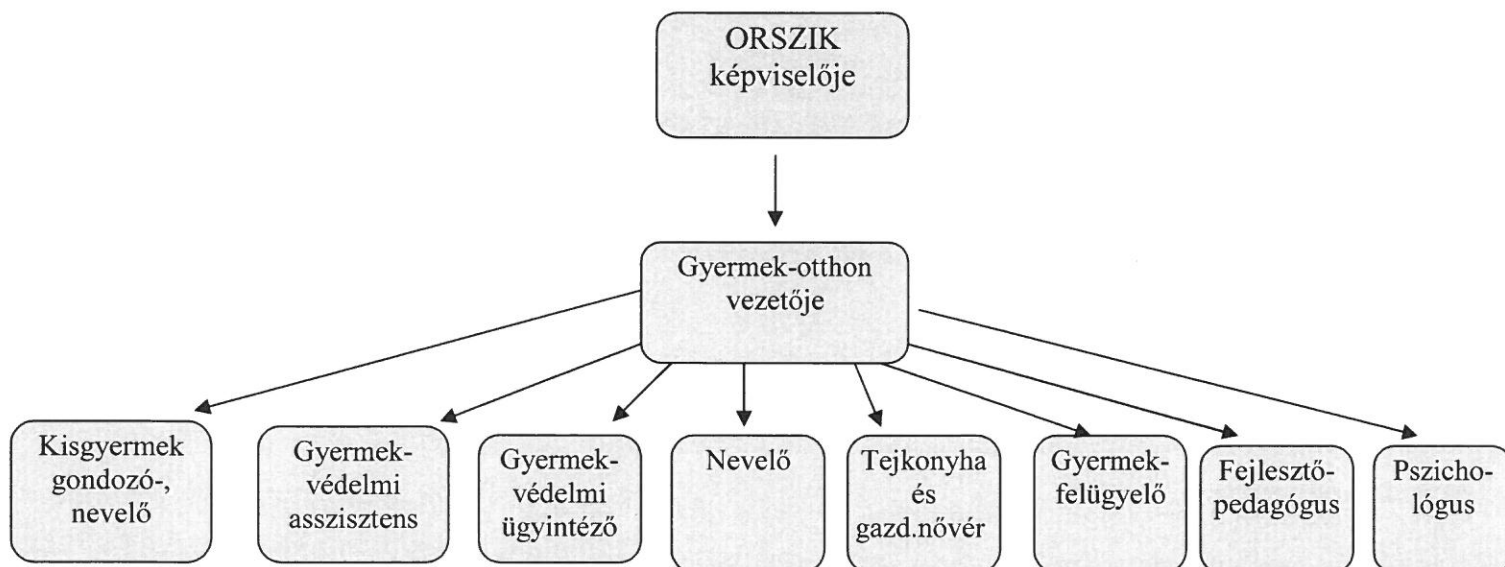 ORSZIK
képviselője
Gyermek-otthon
vezetője
Kisgyermek
gondozó-,
nevelő
Gyermek-
védelmi
asszisztens
Gyermek-
védelmi
ügyintéző
Nevelő
Tejkonyha
és
gazd.nővér
Gyermek-
felügyelő
Fejlesztő-
pedagógus
Pszicho-
lógus